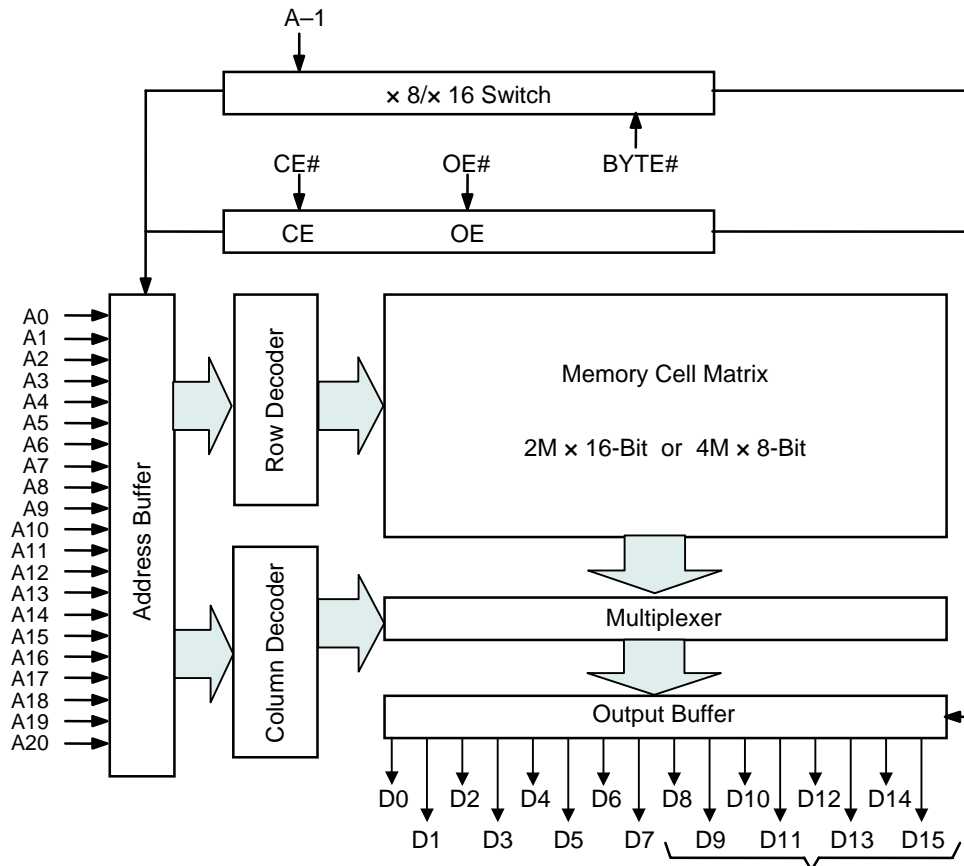 A–1
× 8/× 16 Switch
CE# OE# BYTE#
CE OE
A0
A1
A2
A3
A4
A5
A6
A7
A8
A9
A10
A11
A12
A13
A14
A15
A16
A17
A18
A19
A20
Address Buffer
Row Decoder
Column Decoder
Memory Cell Matrix
2M × 16-Bit or 4M × 8-Bit
Multiplexer
Output Buffer
D0 D2 D4 D6 D8 D10 D12 D14
D1 D3 D5 D7 D9 D11 D13 D15